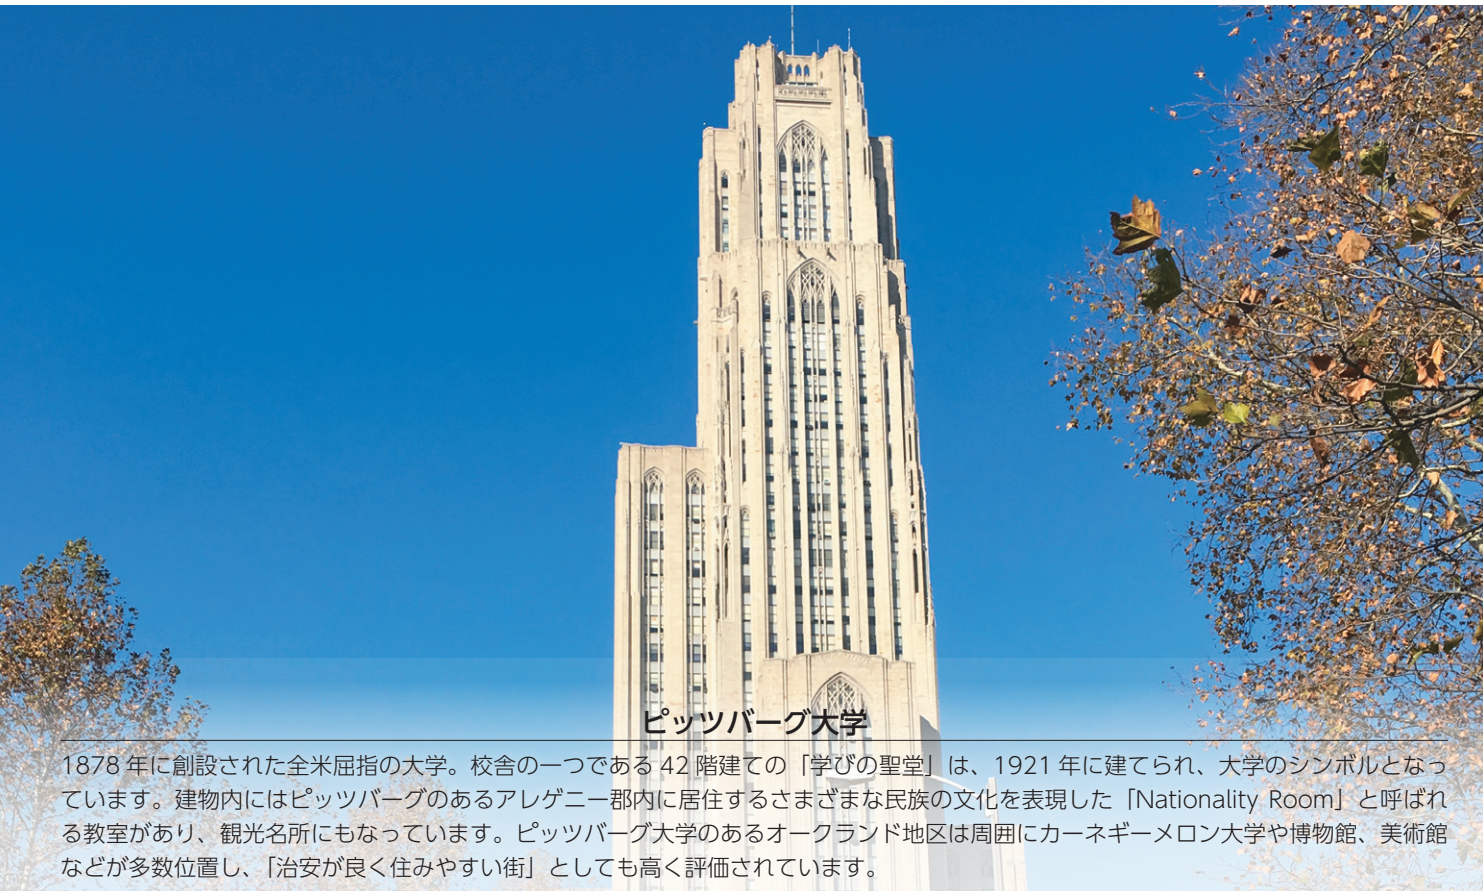 ピッツバーグ大学
1878 年に創設された全米屈指の大学。校舎の一つである 42 階建ての「学びの聖堂」は、1921 年に建てられ、大学のシンボルとなっ
ています。建物内にはピッツバーグのあるアレゲニー郡内に居住するさまざまな民族の文化を表現した「Nationality Room」と呼ばれ
る教室があり、観光名所にもなっています。ピッツバーグ大学のあるオークランド地区は周囲にカーネギーメロン大学や博物館、美術館
などが多数位置し、「治安が良く住みやすい街」としても高く評価されています。